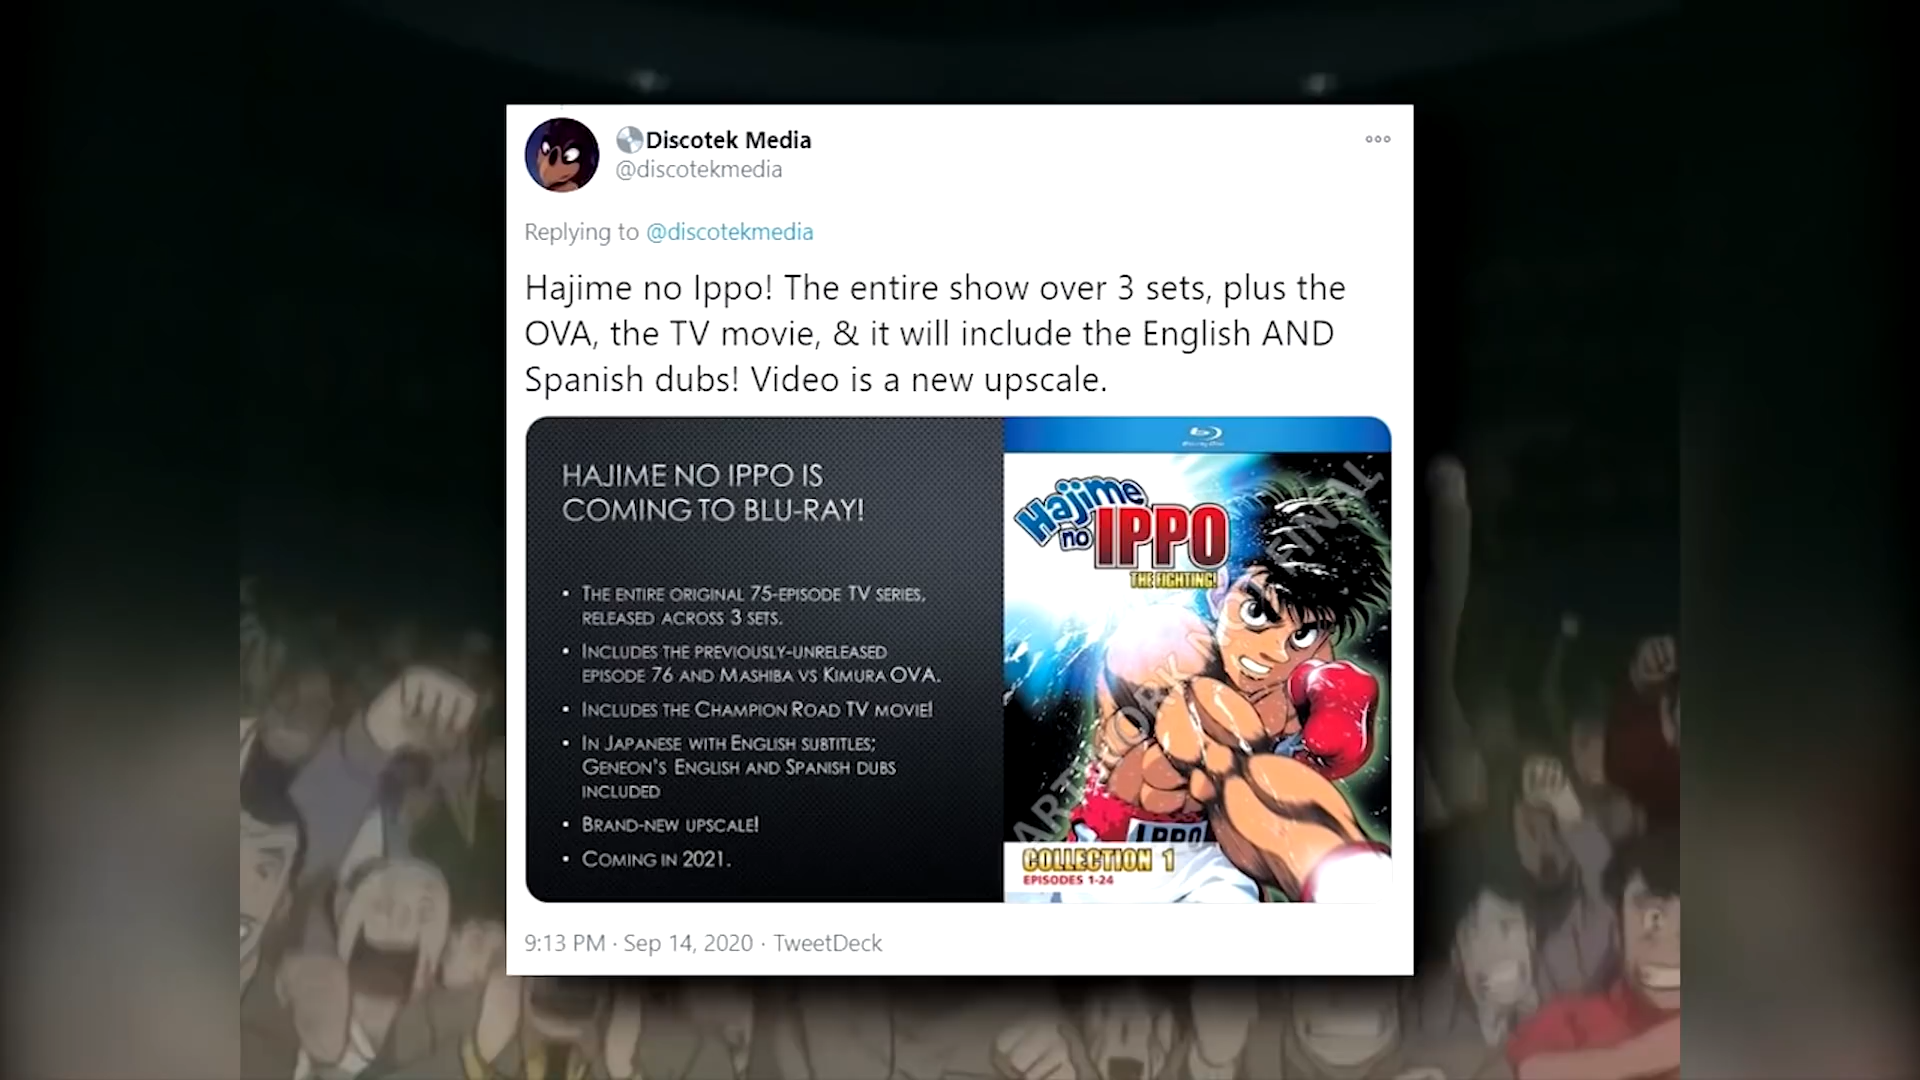 Discotek Media
@discotekmedia
Replying to @discotekmedia
Hajime no Ippo! The entire show over 3 sets, plus the
OVA, the TV movie, & it will include the English AND
Spanish dubs! Video is a new upscale.
HAJIME NO IPPO IS
COMING TO BLU-RAY!
• THE ENTIRE ORIGINAL 75-EPISODE TV SERIES,
RELEASED ACROSS 3 SETS.
• INCLUDES THE PREVIOUSLY-UNRELEASED
EPISODE 76 AND MASHIBA VS KIMURA OVA.
• INCLUDES THE CHAMPION ROAD TV MOVIE!
• IN JAPANESE WITH ENGLISH SUBTITLES;
GENEON'S ENGLISH AND SPANISH DUBS
INCLUDED
• BRAND-NEW UPSCALE!
• COMING IN 2021.
Hajime
no IPPO
THE FIGHTING!
ARTWORK
FINAL
IPPO
COLLECTION 1
EPISODES 1-24
9:13 PM · Sep 14, 2020 · TweetDeck